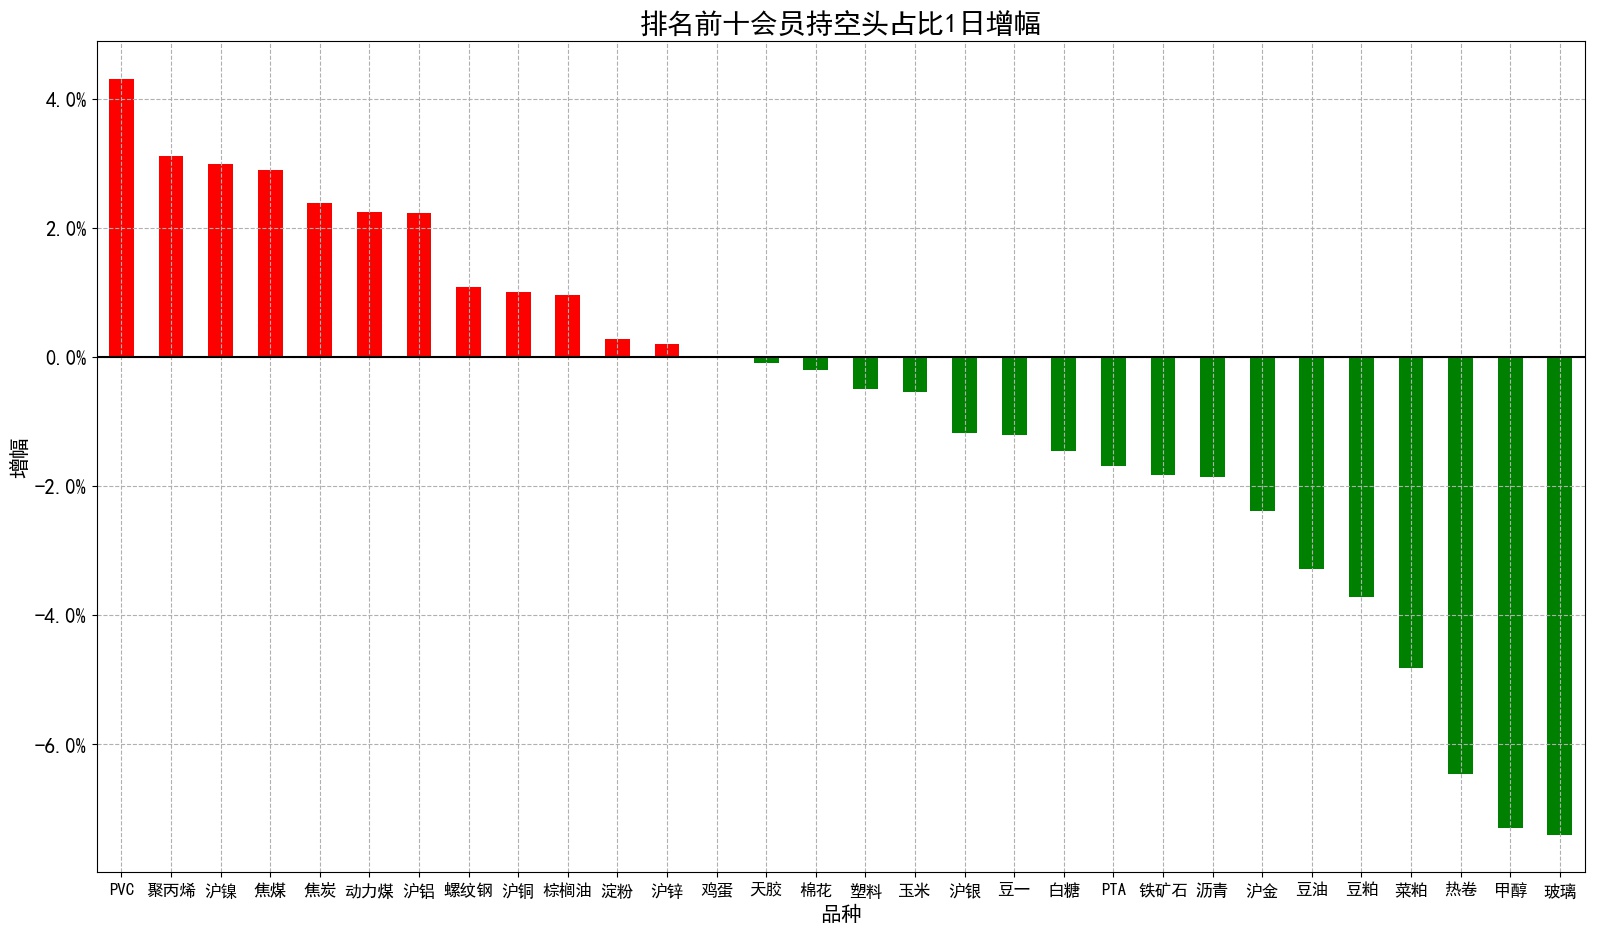 排名前十会员持空头占比1日增幅
4.0%
2.0%
0.0%
-2.0%
-4.0%
-6.0%
增幅
PVC 聚丙烯 沪镍 焦煤 焦炭 动力煤 沪铝 螺纹钢 沪铜 棕榈油 淀粉 沪锌 鸡蛋 天胶 棉花 塑料 玉米 沪银 豆一 白糖 PTA 铁矿石 沥青 沪金 豆油 豆粕 菜粕 热卷 甲醇 玻璃
品种